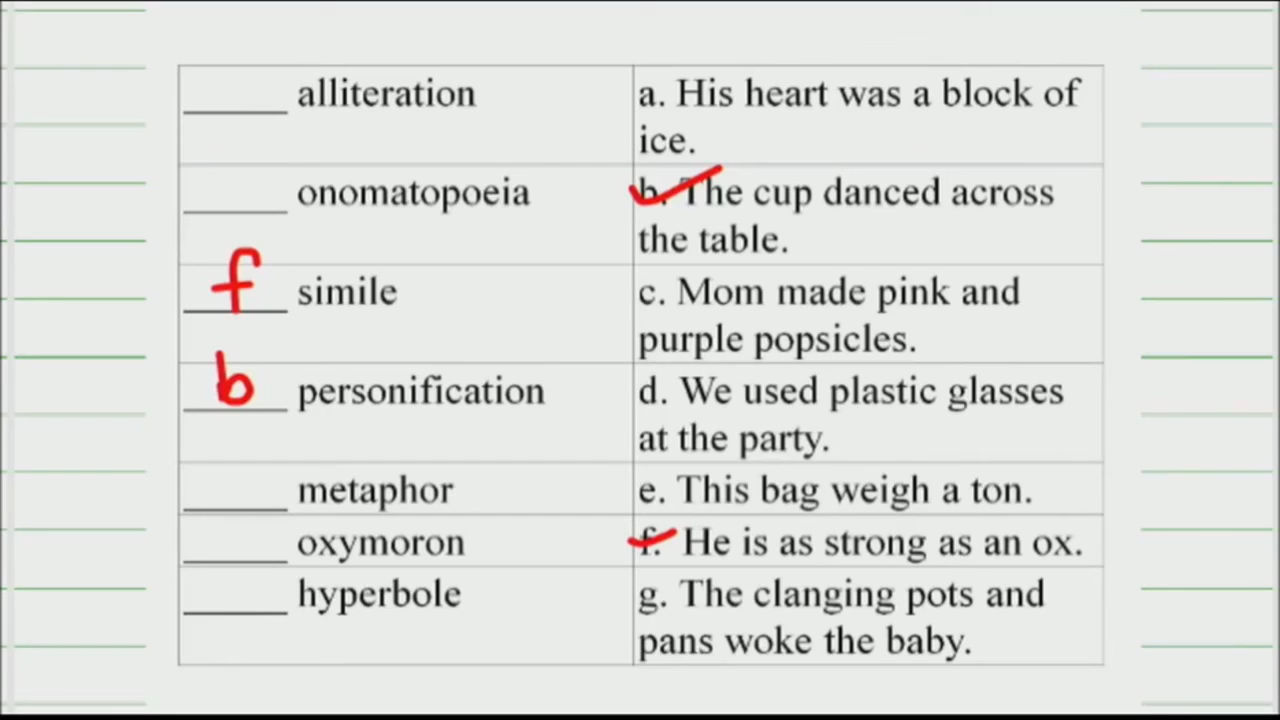 ______ alliteration
a. His heart was a block of
ice.
______ onomatopoeia
b. The cup danced across
the table.
f simile
c. Mom made pink and
purple popsicles.
b personification
d. We used plastic glasses
at the party.
______ metaphor
e. This bag weigh a ton.
______ oxymoron
f. He is as strong as an ox.
______ hyperbole
g. The clanging pots and
pans woke the baby.